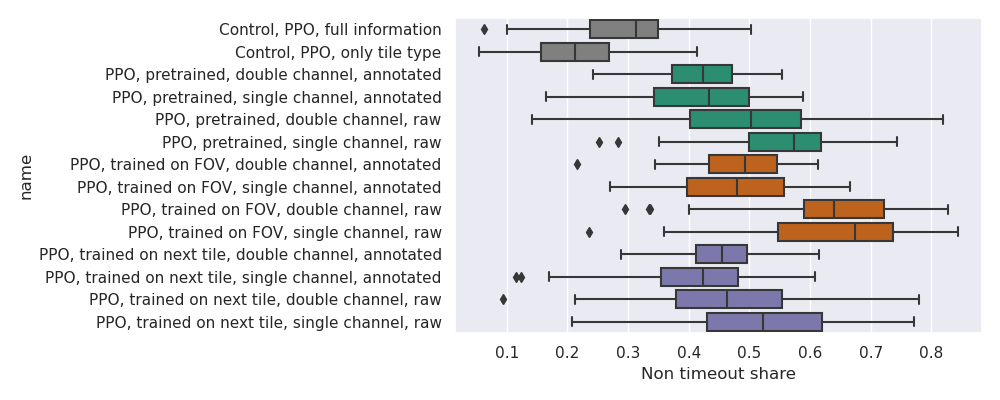 name
Control, PPO, full information
Control, PPO, only tile type
PPO, pretrained, double channel, annotated
PPO, pretrained, single channel, annotated
PPO, pretrained, double channel, raw
PPO, pretrained, single channel, raw
PPO, trained on FOV, double channel, annotated
PPO, trained on FOV, single channel, annotated
PPO, trained on FOV, double channel, raw
PPO, trained on FOV, single channel, raw
PPO, trained on next tile, double channel, annotated
PPO, trained on next tile, single channel, annotated
PPO, trained on next tile, double channel, raw
PPO, trained on next tile, single channel, raw
0.1 0.2 0.3 0.4 0.5 0.6 0.7 0.8
Non timeout share